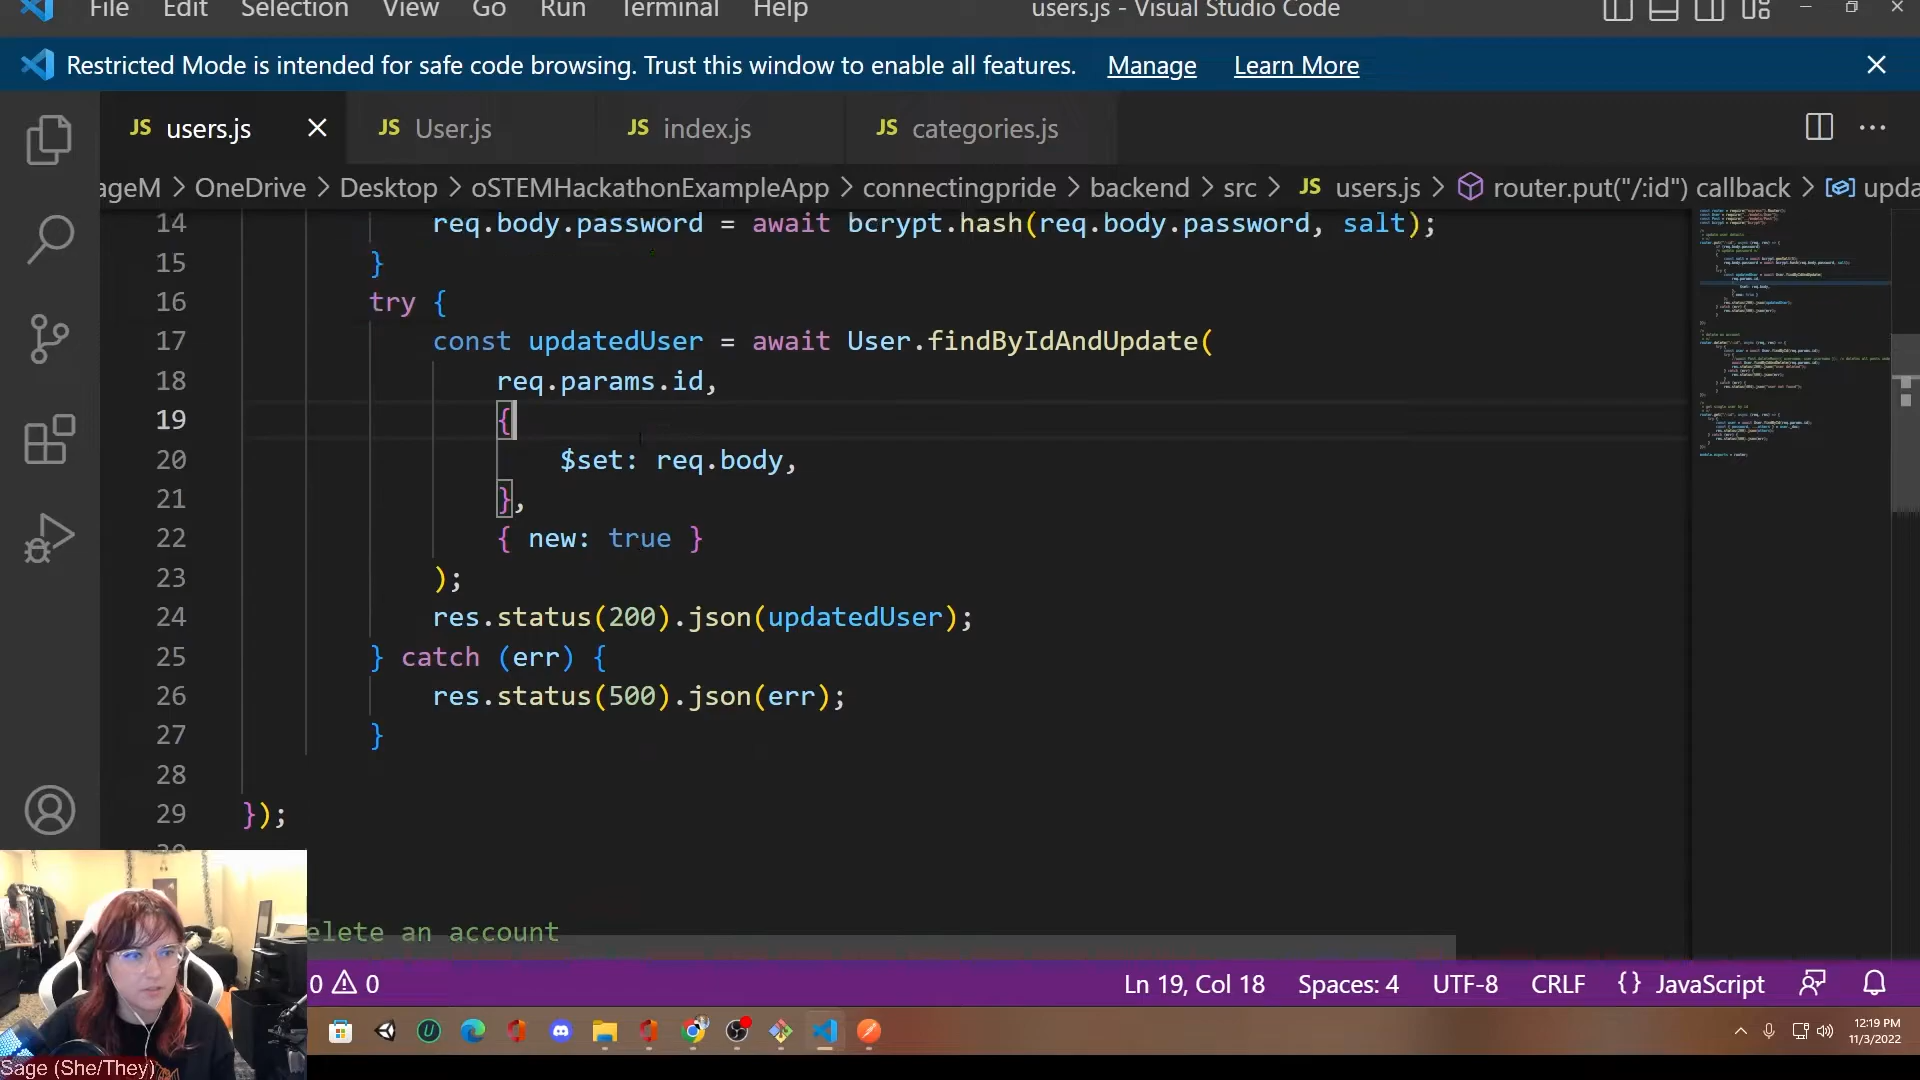 File Edit Selection View Go Run Terminal Help users.js - Visual Studio Code
Restricted Mode is intended for safe code browsing. Trust this window to enable all features. Manage Learn More
JS users.js JS User.js JS index.js JS categories.js
ageM > OneDrive > Desktop > oSTEMHackathonExampleApp > connectingpride > backend > src > JS users.js > router.put("/:id") callback > upda
14 req.body.password = await bcrypt.hash(req.body.password, salt);
15 }
16 try {
17 const updatedUser = await User.findByIdAndUpdate(
18 req.params.id,
19 {
20 $set: req.body,
21 },
22 { new: true }
23 );
24 res.status(200).json(updatedUser);
25 } catch (err) {
26 res.status(500).json(err);
27 }
28
29 });
elete an account
0 0 Ln 19, Col 18 Spaces: 4 UTF-8 CRLF {} JavaScript
12:19 PM
11/3/2022
Sage (She/They)